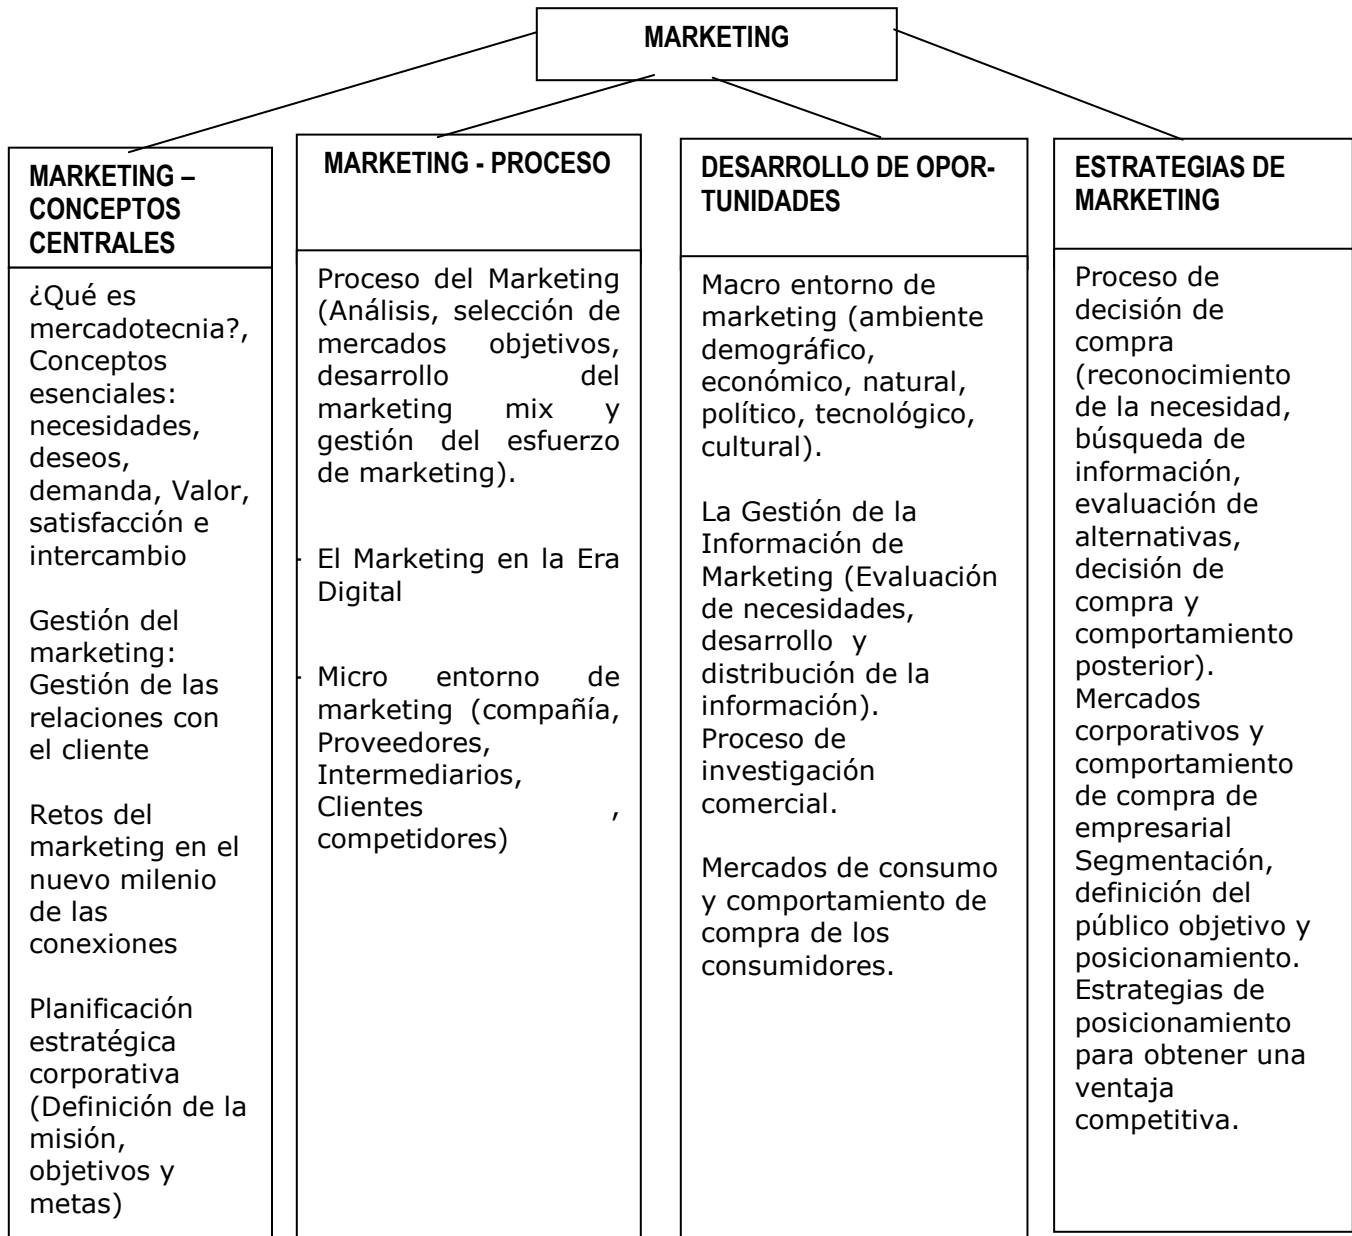 MARKETING
MARKETING –
CONCEPTOS
CENTRALES
¿Qué es
mercadotecnia?,
Conceptos
esenciales:
necesidades,
deseos,
demanda, Valor,
satisfacción e
intercambio
Gestión del
marketing:
Gestión de las
relaciones con
el cliente
Retos del
marketing en el
nuevo milenio
de las
conexiones
Planificación
estratégica
corporativa
(Definición de la
misión,
objetivos y
metas)
MARKETING - PROCESO
Proceso del Marketing
(Análisis, selección de
mercados objetivos,
desarrollo del
marketing mix y
gestión del esfuerzo
de marketing).
- El Marketing en la Era
Digital
- Micro entorno de
marketing (compañía,
Proveedores,
Intermediarios,
Clientes ,
competidores)
DESARROLLO DE OPOR-
TUNIDADES
Macro entorno de
marketing (ambiente
demográfico,
económico, natural,
político, tecnológico,
cultural).
La Gestión de la
Información de
Marketing (Evaluación
de necesidades,
desarrollo y
distribución de la
información).
Proceso de
investigación
comercial.
Mercados de consumo
y comportamiento de
compra de los
consumidores.
ESTRATEGIAS DE
MARKETING
Proceso de
decisión de
compra
(reconocimiento
de la necesidad,
búsqueda de
información,
evaluación de
alternativas,
decisión de
compra y
comportamiento
posterior).
Mercados
corporativos y
comportamiento
de compra de
empresarial
Segmentación,
definición del
público objetivo y
posicionamiento.
Estrategias de
posicionamiento
para obtener una
ventaja
competitiva.